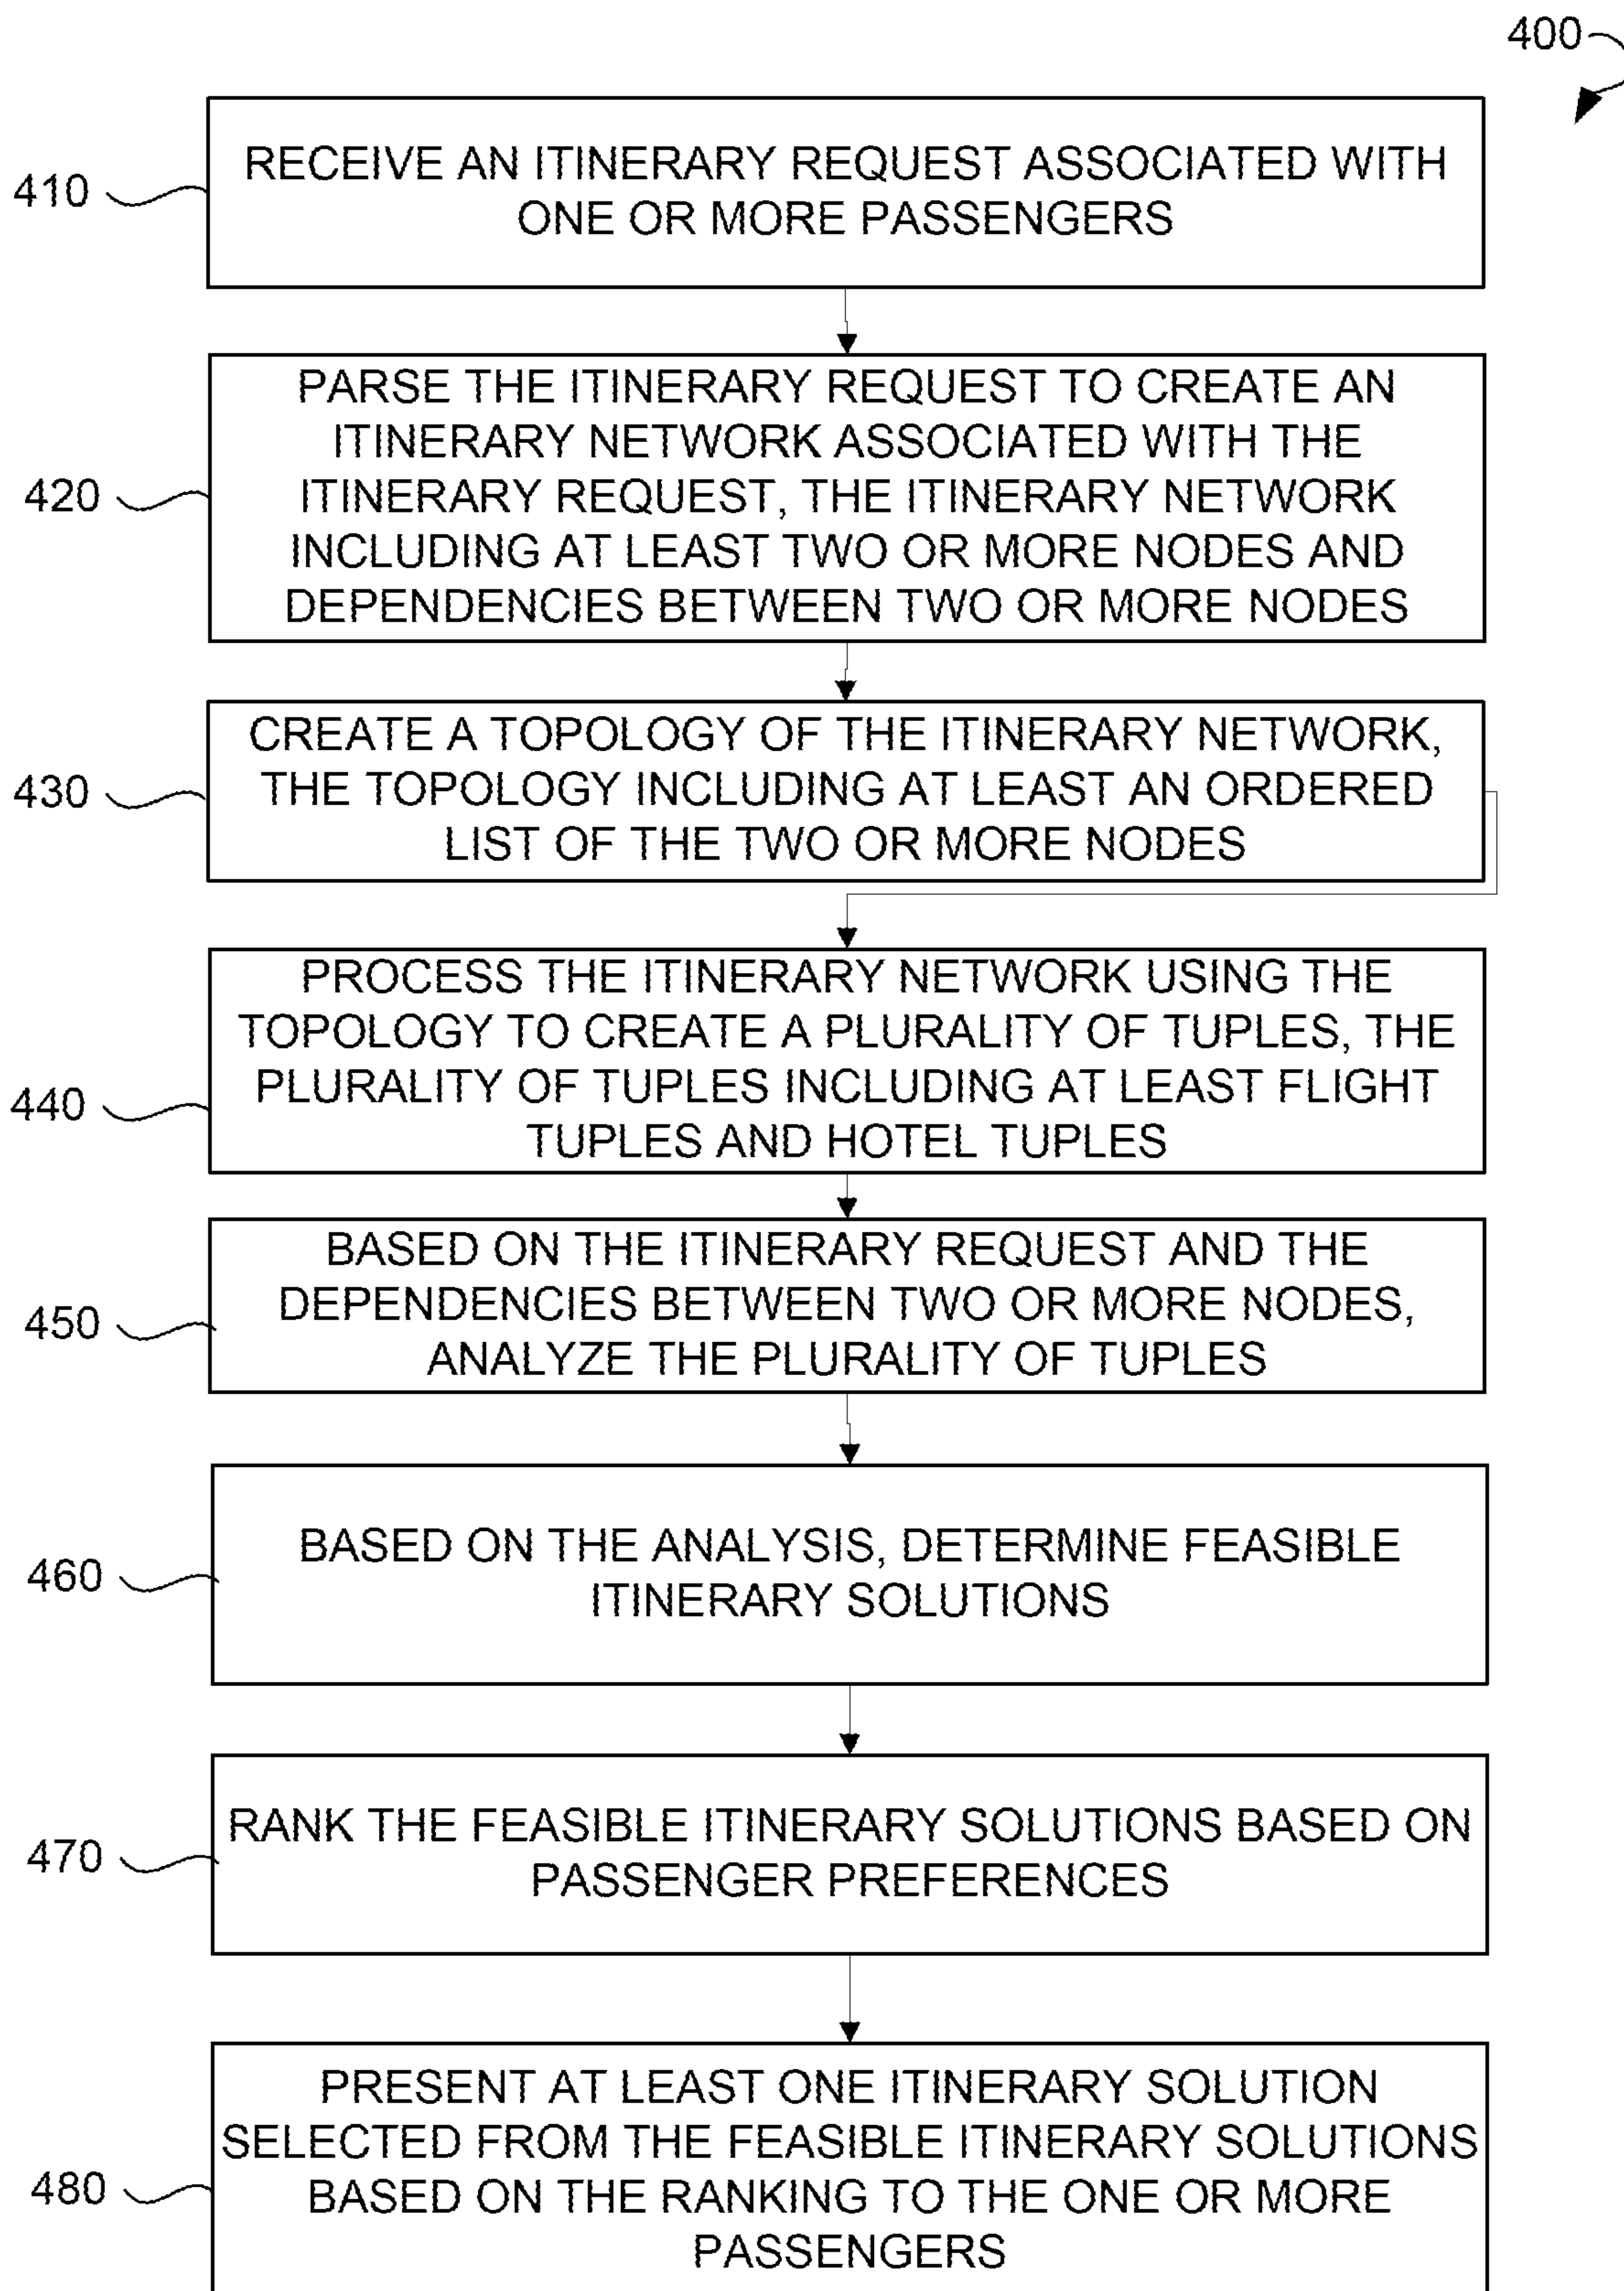 400
410
RECEIVE AN ITINERARY REQUEST ASSOCIATED WITH
ONE OR MORE PASSENGERS
420
PARSE THE ITINERARY REQUEST TO CREATE AN
ITINERARY NETWORK ASSOCIATED WITH THE
ITINERARY REQUEST, THE ITINERARY NETWORK
INCLUDING AT LEAST TWO OR MORE NODES AND
DEPENDENCIES BETWEEN TWO OR MORE NODES
430
CREATE A TOPOLOGY OF THE ITINERARY NETWORK,
THE TOPOLOGY INCLUDING AT LEAST AN ORDERED
LIST OF THE TWO OR MORE NODES
440
PROCESS THE ITINERARY NETWORK USING THE
TOPOLOGY TO CREATE A PLURALITY OF TUPLES, THE
PLURALITY OF TUPLES INCLUDING AT LEAST FLIGHT
TUPLES AND HOTEL TUPLES
450
BASED ON THE ITINERARY REQUEST AND THE
DEPENDENCIES BETWEEN TWO OR MORE NODES,
ANALYZE THE PLURALITY OF TUPLES
460
BASED ON THE ANALYSIS, DETERMINE FEASIBLE
ITINERARY SOLUTIONS
470
RANK THE FEASIBLE ITINERARY SOLUTIONS BASED ON
PASSENGER PREFERENCES
480
PRESENT AT LEAST ONE ITINERARY SOLUTION
SELECTED FROM THE FEASIBLE ITINERARY SOLUTIONS
BASED ON THE RANKING TO THE ONE OR MORE
PASSENGERS